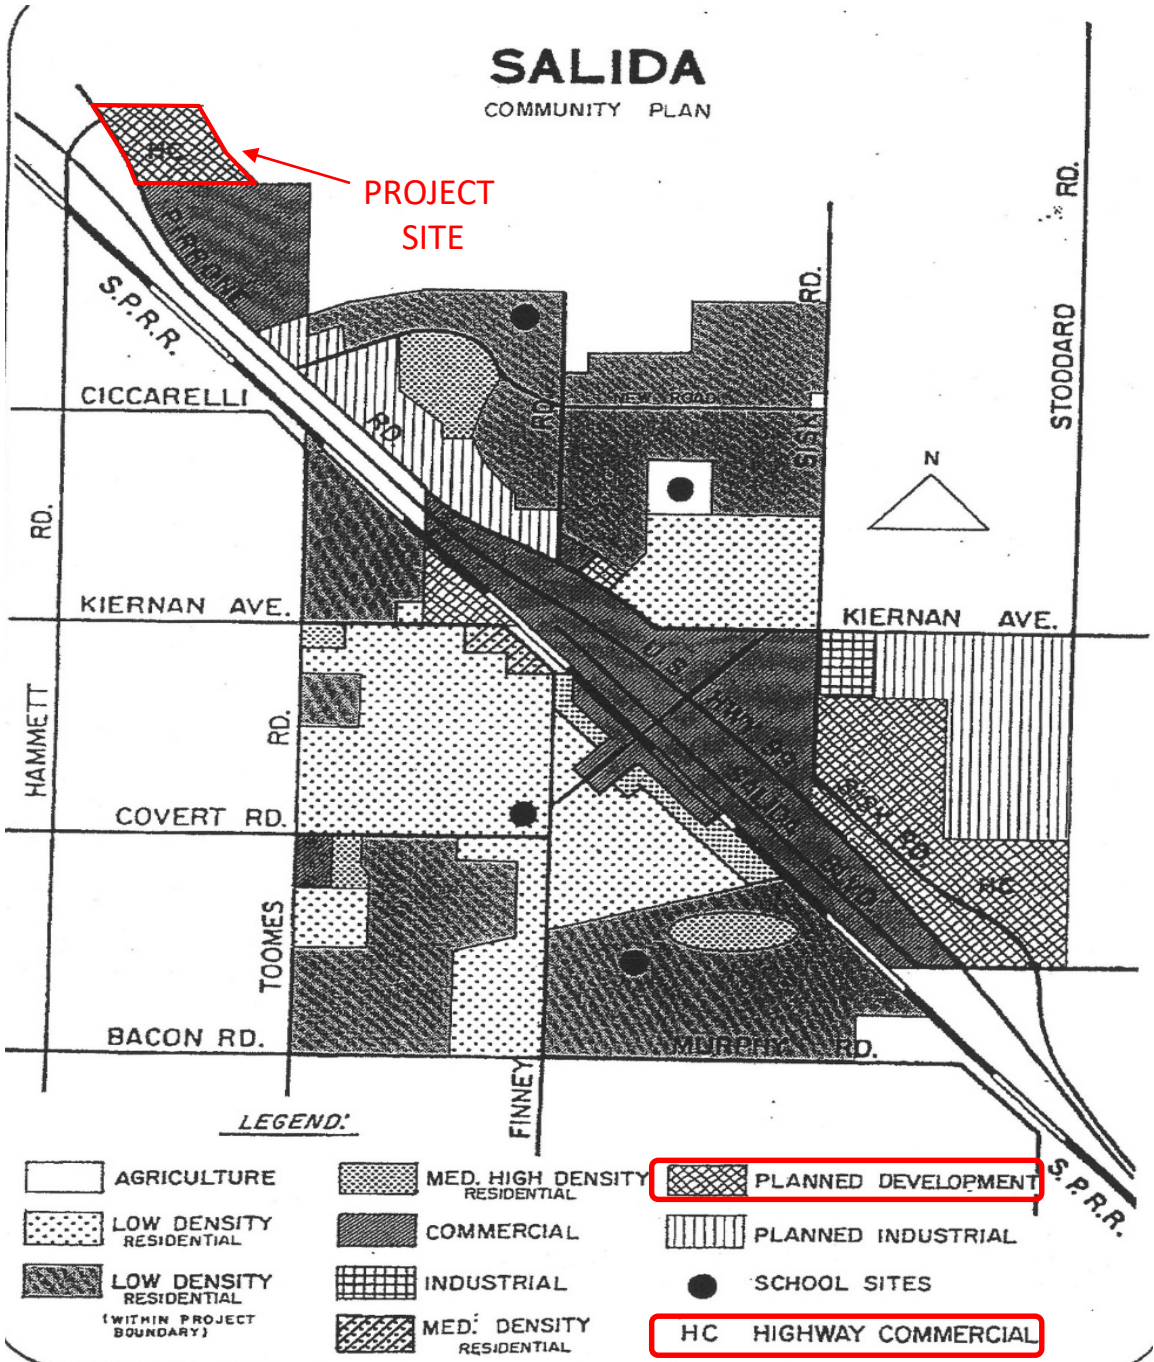 SALIDA
COMMUNITY PLAN
HC
PROJECT
SITE
RD.
PIRRONE
S.P.R.R.
RD.
STODDARD
CICCARELLI
RD.
RD.
NEW ROAD
SISK
N
RD.
KIERNAN AVE.
KIERNAN AVE.
U.S. HWY 99
HAMMETT
RD.
SALIDA BLVD.
SISK RD.
COVERT RD.
HC
TOOMES
BACON RD.
MURPHY RD.
FINNEY
S.P.R.R.
LEGEND:
AGRICULTURE
LOW DENSITY
RESIDENTIAL
LOW DENSITY
RESIDENTIAL
(WITHIN PROJECT
BOUNDARY)
MED. HIGH DENSITY
RESIDENTIAL
COMMERCIAL
INDUSTRIAL
MED. DENSITY
RESIDENTIAL
PLANNED DEVELOPMENT
PLANNED INDUSTRIAL
SCHOOL SITES
HC HIGHWAY COMMERCIAL